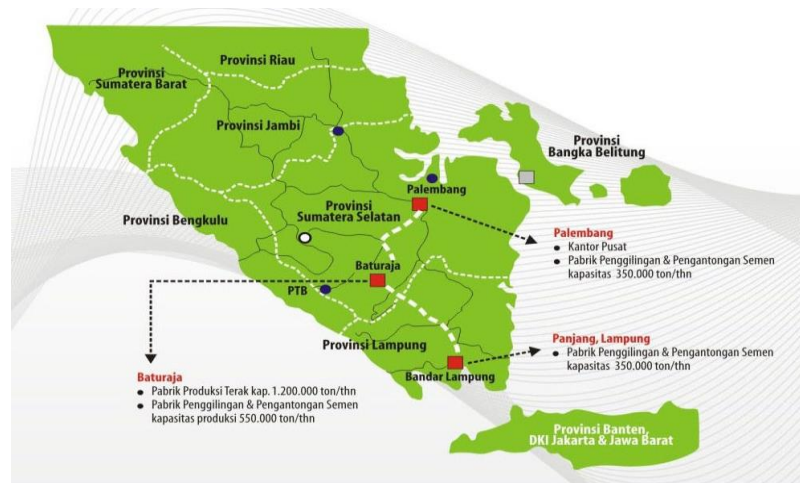 Provinsi Riau
Provinsi
Sumatera Barat
Provinsi Jambi
Provinsi
Bangka Belitung
Palembang
Provinsi
Sumatera Selatan
Provinsi Bengkulu
Palembang
● Kantor Pusat
● Pabrik Penggilingan & Pengantongan Semen
kapasitas 350.000 ton/thn
Baturaja
PTB
Provinsi Lampung
Panjang, Lampung
● Pabrik Penggilingan & Pengantongan Semen
kapasitas 350.000 ton/thn
Bandar Lampung
Baturaja
● Pabrik Produksi Terak kap. 1.200.000 ton/thn
● Pabrik Penggilingan & Pengantongan Semen
kapasitas produksi 550.000 ton/thn
Provinsi Banten,
DKI Jakarta & Jawa Barat